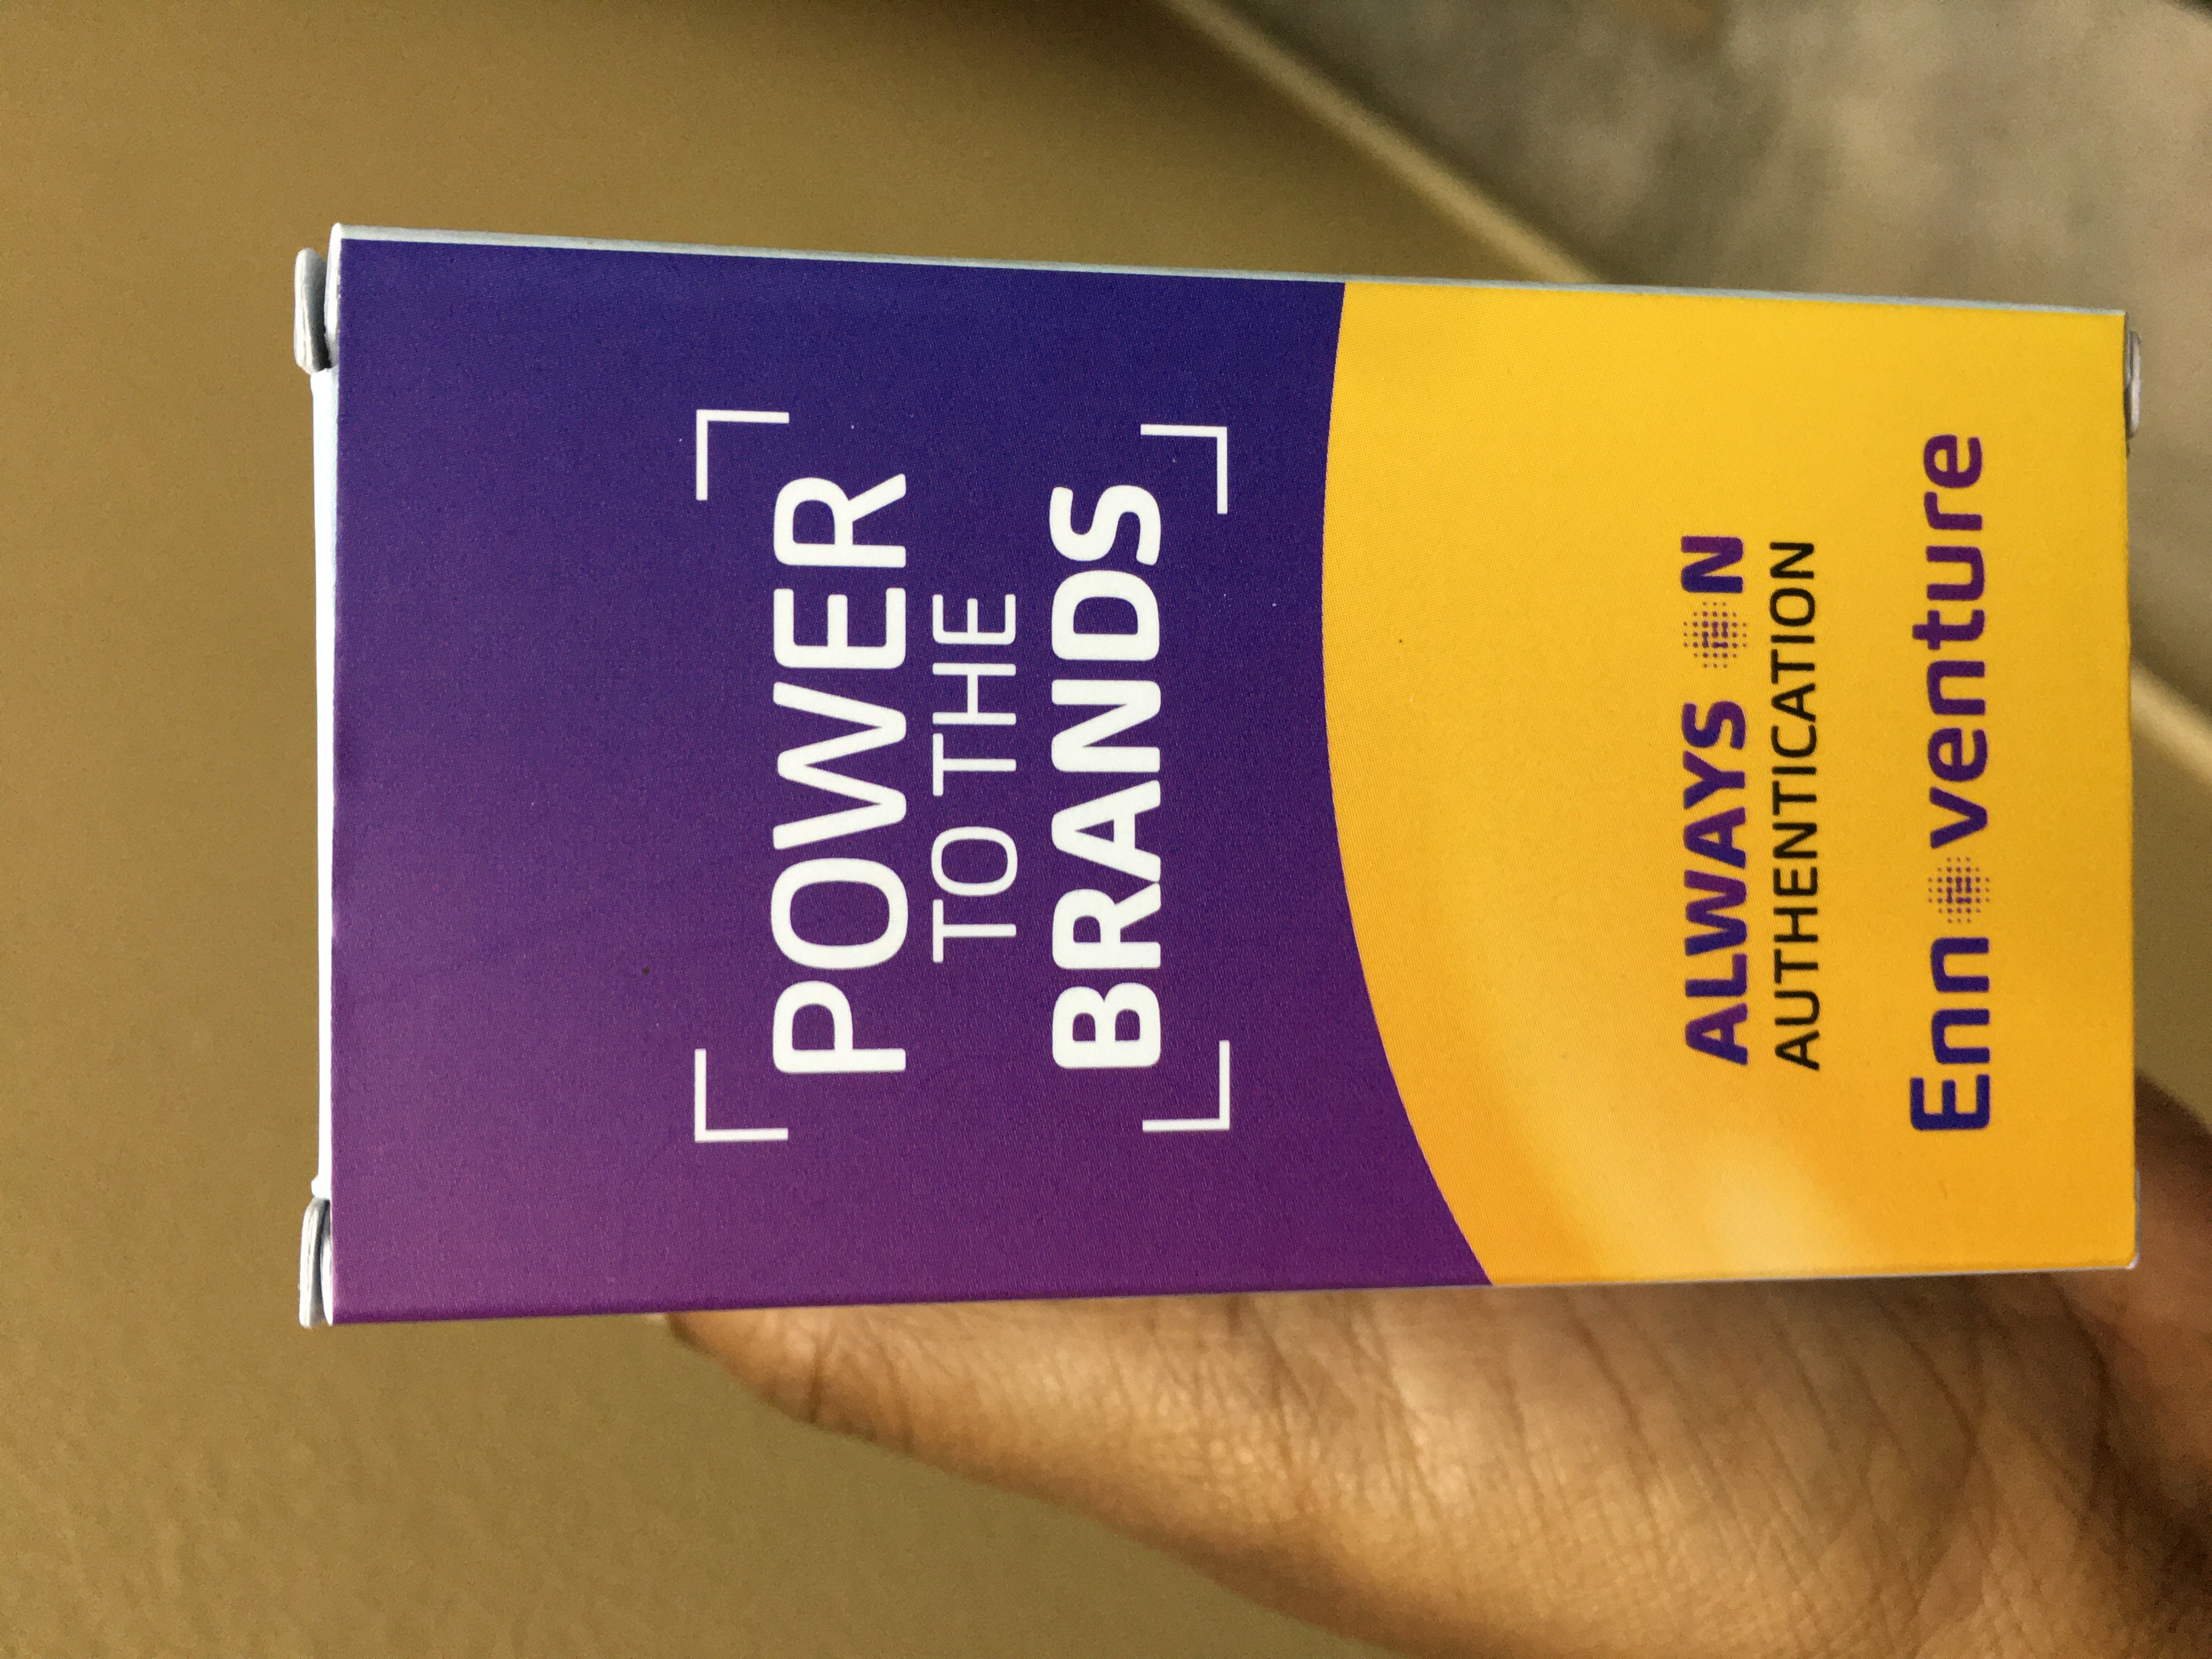 POWER
TO THE
BRANDS
ALWAYS ON
AUTHENTICATION
Ennoventure